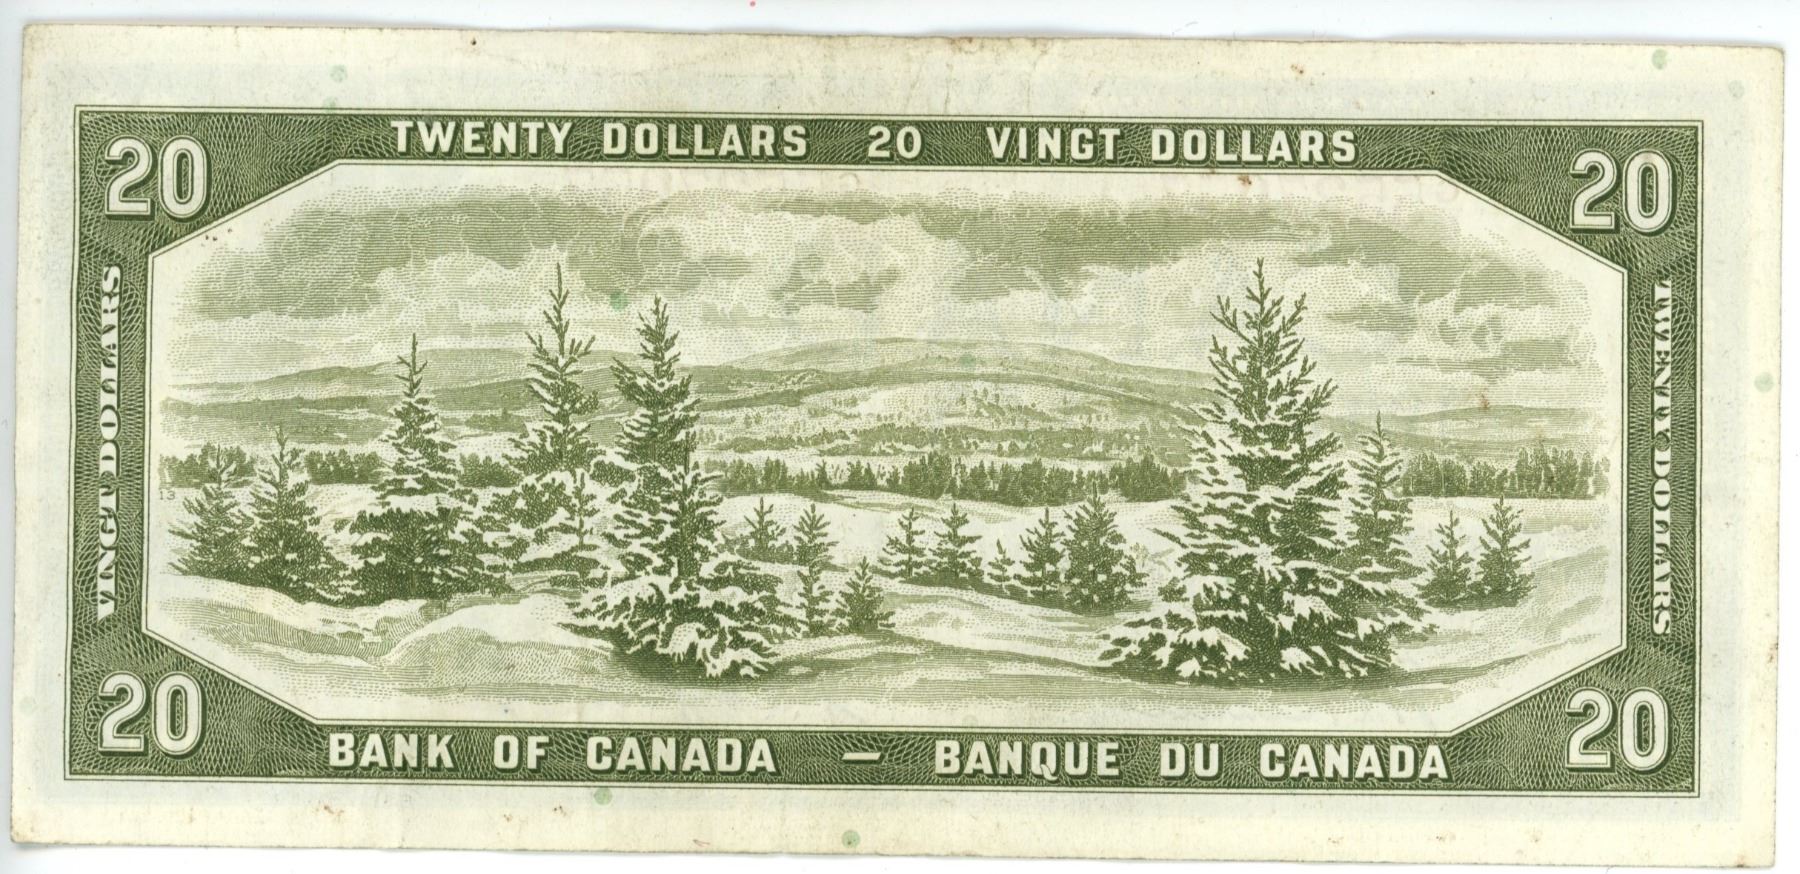 TWENTY DOLLARS 20 VINGT DOLLARS
20
20
VINGT DOLLARS
TWENTY DOLLARS
13
20
20
BANK OF CANADA — BANQUE DU CANADA